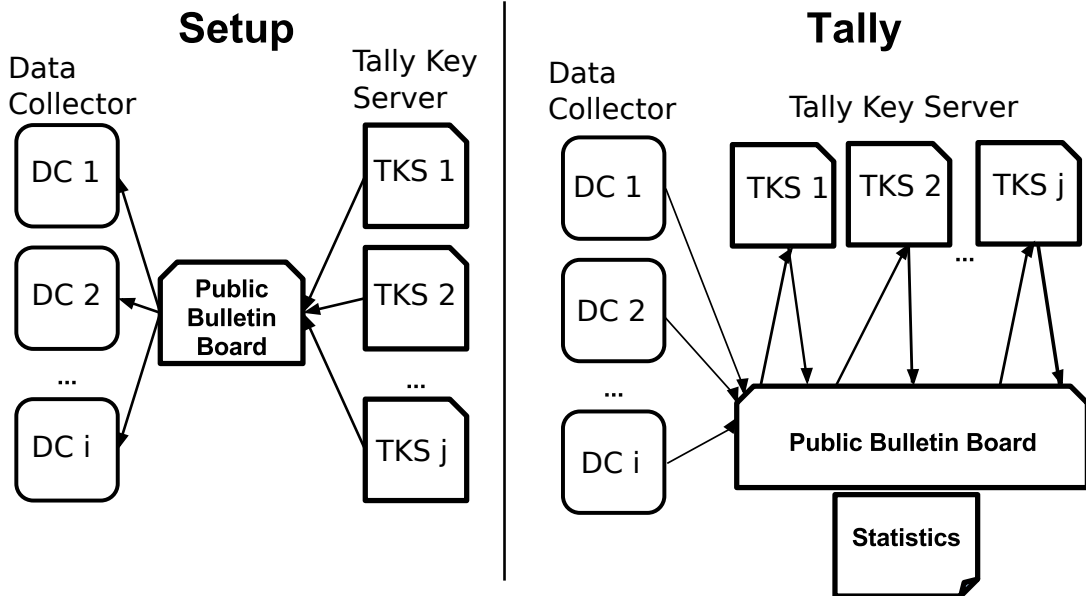 Setup
Data
Collector
Tally Key
Server
DC 1
TKS 1
DC 2
Public
Bulletin
Board
TKS 2
...
...
DC i
TKS j
Tally
Data
Collector
Tally Key Server
DC 1
TKS 1
TKS 2
TKS j
...
DC 2
...
DC i
Public Bulletin Board
Statistics